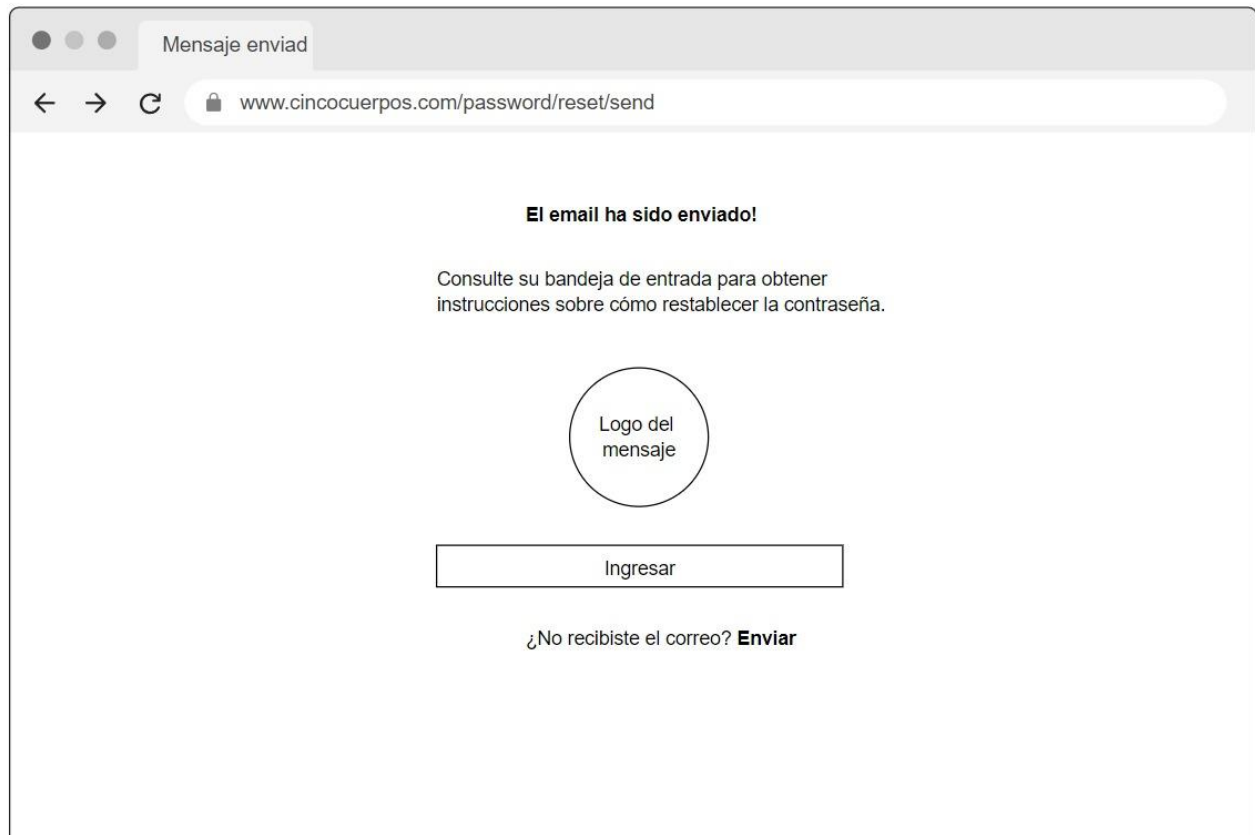 Mensaje enviad
www.cincocuerpos.com/password/reset/send
El email ha sido enviado!
Consulte su bandeja de entrada para obtener
instrucciones sobre cómo restablecer la contraseña.
Logo del
mensaje
Ingresar
¿No recibiste el correo? Enviar